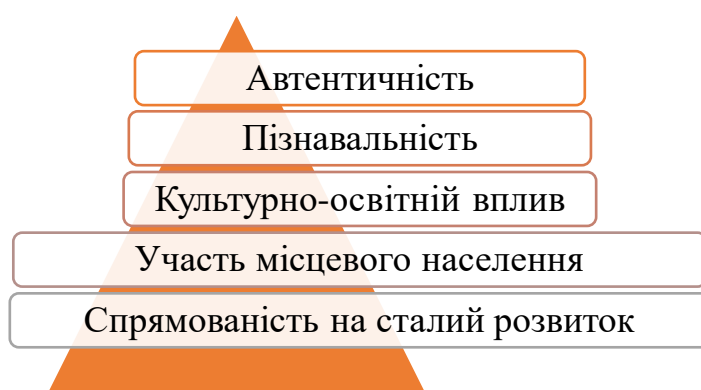 Автентичність
Пізнавальність
Культурно-освітній вплив
Участь місцевого населення
Спрямованість на сталий розвиток